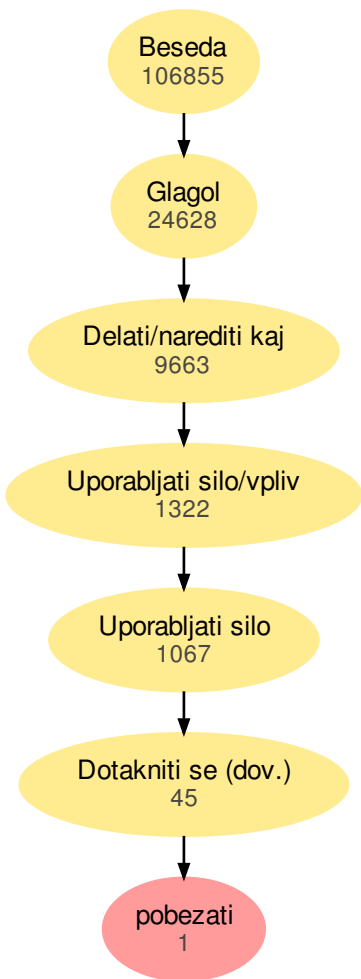 Beseda
106855
Glagol
24628
Delati/narediti kaj
9663
Uporabljati silo/vpliv
1322
Uporabljati silo
1067
Dotakniti se (dov.)
45
pobezati
1